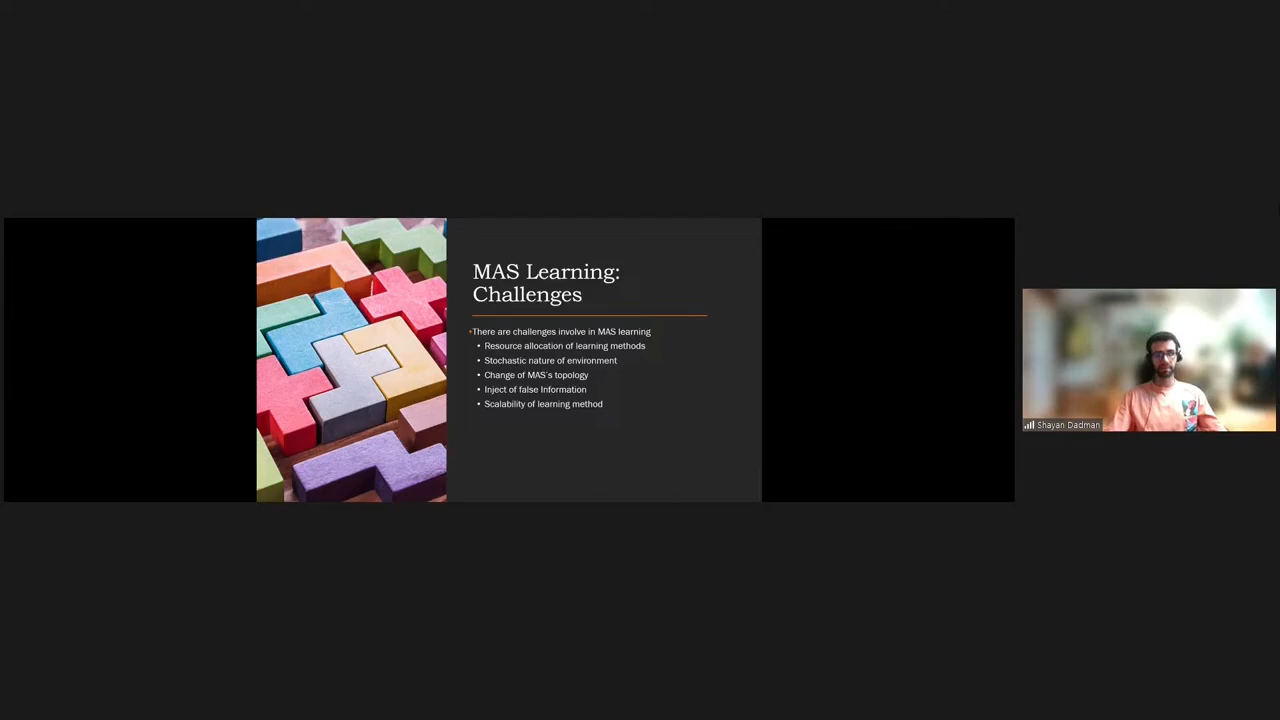 MAS Learning:
Challenges
•There are challenges involve in MAS learning
• Resource allocation of learning methods
• Stochastic nature of environment
• Change of MAS's topology
• Inject of false Information
• Scalability of learning method
Shayan Dadman